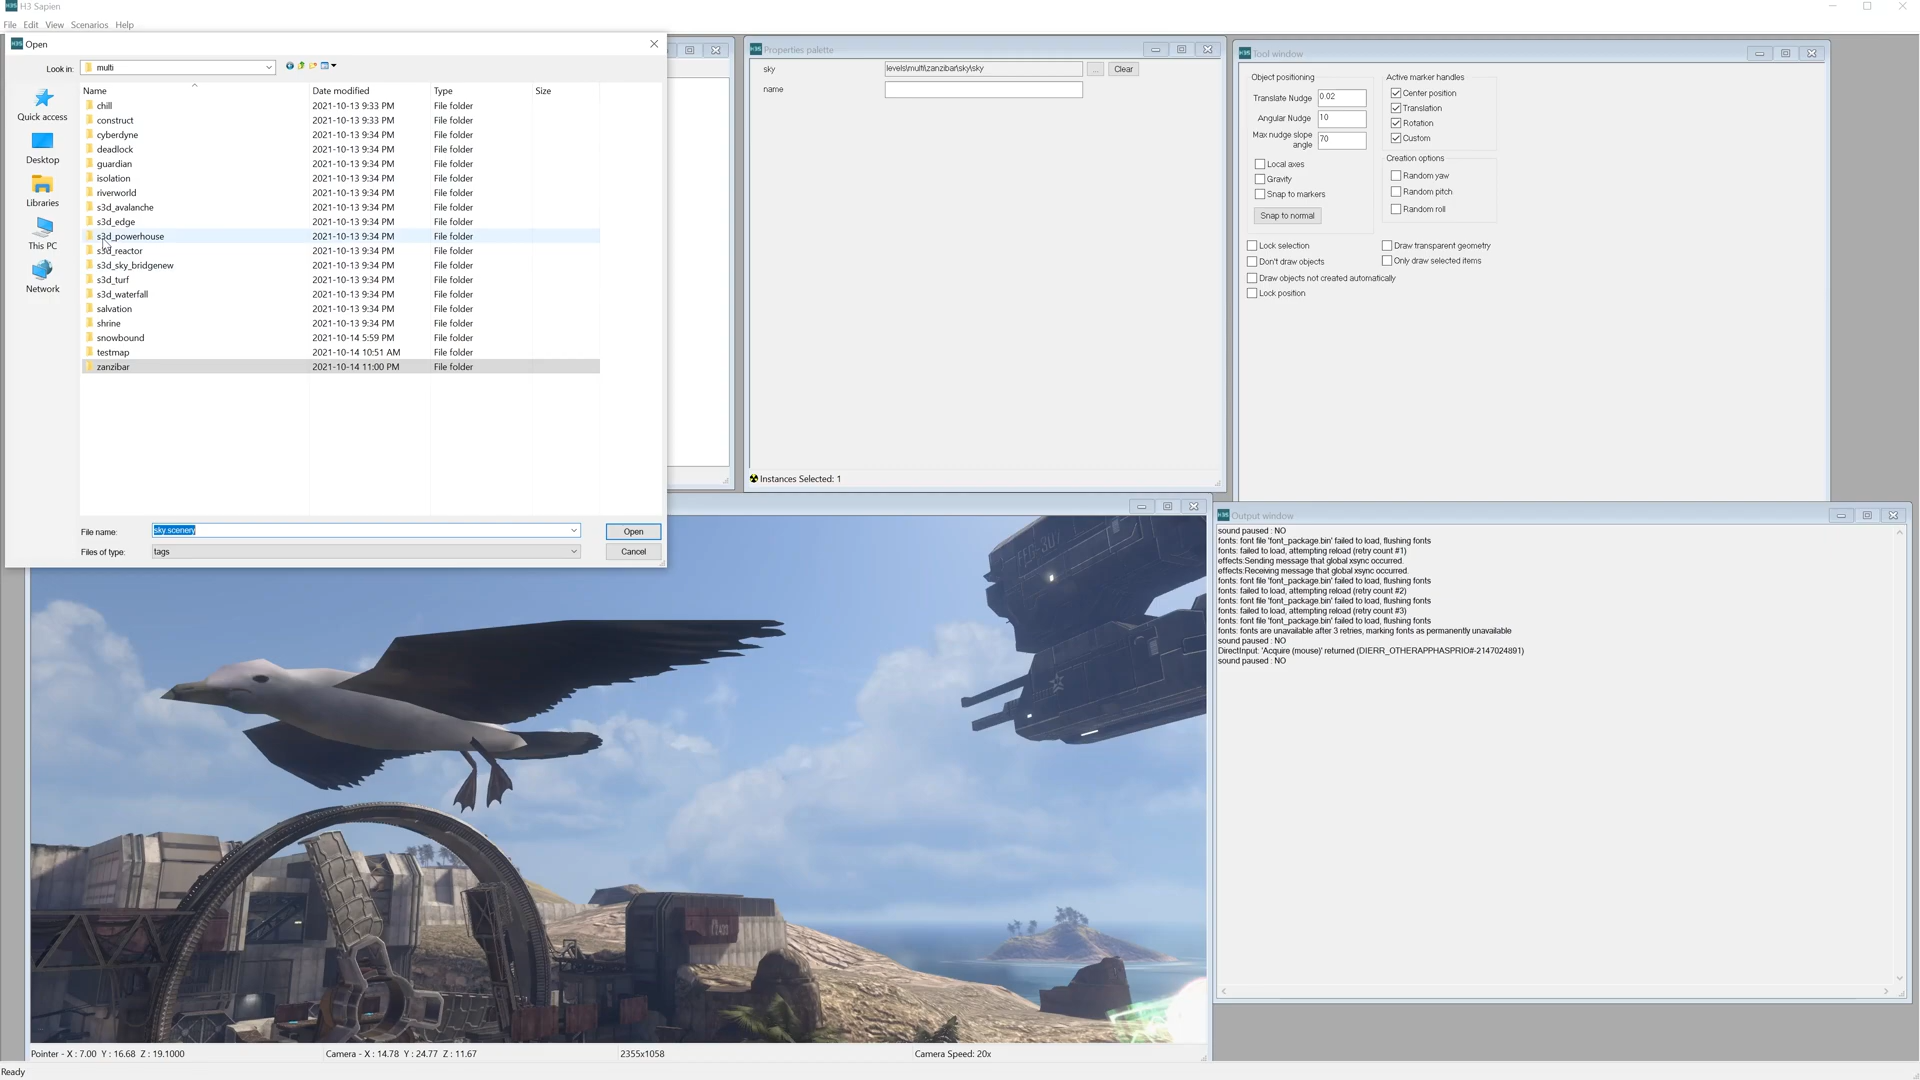 H3 Sapien
File Edit View Scenarios Help
Open
Look in: multi
Name Date modified Type Size
chill 2021-10-13 9:33 PM File folder
construct 2021-10-13 9:33 PM File folder
cyberdyne 2021-10-13 9:34 PM File folder
deadlock 2021-10-13 9:34 PM File folder
guardian 2021-10-13 9:34 PM File folder
isolation 2021-10-13 9:34 PM File folder
riverworld 2021-10-13 9:34 PM File folder
s3d_avalanche 2021-10-13 9:34 PM File folder
s3d_edge 2021-10-13 9:34 PM File folder
s3d_powerhouse 2021-10-13 9:34 PM File folder
s3d_reactor 2021-10-13 9:34 PM File folder
s3d_sky_bridgenew 2021-10-13 9:34 PM File folder
s3d_turf 2021-10-13 9:34 PM File folder
s3d_waterfall 2021-10-13 9:34 PM File folder
salvation 2021-10-13 9:34 PM File folder
shrine 2021-10-13 9:34 PM File folder
snowbound 2021-10-14 5:59 PM File folder
testmap 2021-10-14 10:51 AM File folder
zanzibar 2021-10-14 11:00 PM File folder
Quick access
Desktop
Libraries
This PC
Network
File name: sky.scenery Open
Files of type: tags Cancel
Properties palette
sky levels\multi\zanzibar\sky\sky ... Clear
name
Instances Selected: 1
Tool window
Object positioning
Translate Nudge 0.02
Angular Nudge 10
Max nudge slope angle 70
Local axes
Gravity
Snap to markers
Snap to normal
Active marker handles
Center position
Translation
Rotation
Custom
Creation options
Random yaw
Random pitch
Random roll
Lock selection
Don't draw objects
Draw objects not created automatically
Lock position
Draw transparent geometry
Only draw selected items
Output window
sound paused : NO
fonts: font file 'font_package.bin' failed to load, flushing fonts
fonts: failed to load, attempting reload (retry count #1)
effects:Sending message that global xsync occurred.
effects:Receiving message that global xsync occurred.
fonts: font file 'font_package.bin' failed to load, flushing fonts
fonts: failed to load, attempting reload (retry count #2)
fonts: font file 'font_package.bin' failed to load, flushing fonts
fonts: failed to load, attempting reload (retry count #3)
fonts: font file 'font_package.bin' failed to load, flushing fonts
fonts: fonts are unavailable after 3 retries, marking fonts as permanently unavailable
sound paused : NO
DirectInput: 'Acquire (mouse)' returned (DIERR_OTHERAPPHASPRIO#-2147024891)
sound paused : NO
Pointer - X : 7.00 Y : 16.68 Z : 19.1000 Camera - X : 14.78 Y : 24.77 Z : 11.67 2355x1058 Camera Speed: 20x
Ready